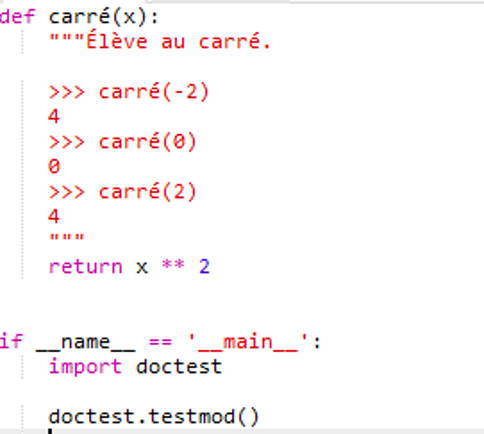 def carré(x):
    """Élève au carré.
    >>> carré(-2)
    4
    >>> carré(0)
    0
    >>> carré(2)
    4
    """
    return x ** 2
if __name__ == '__main__':
    import doctest
    doctest.testmod()